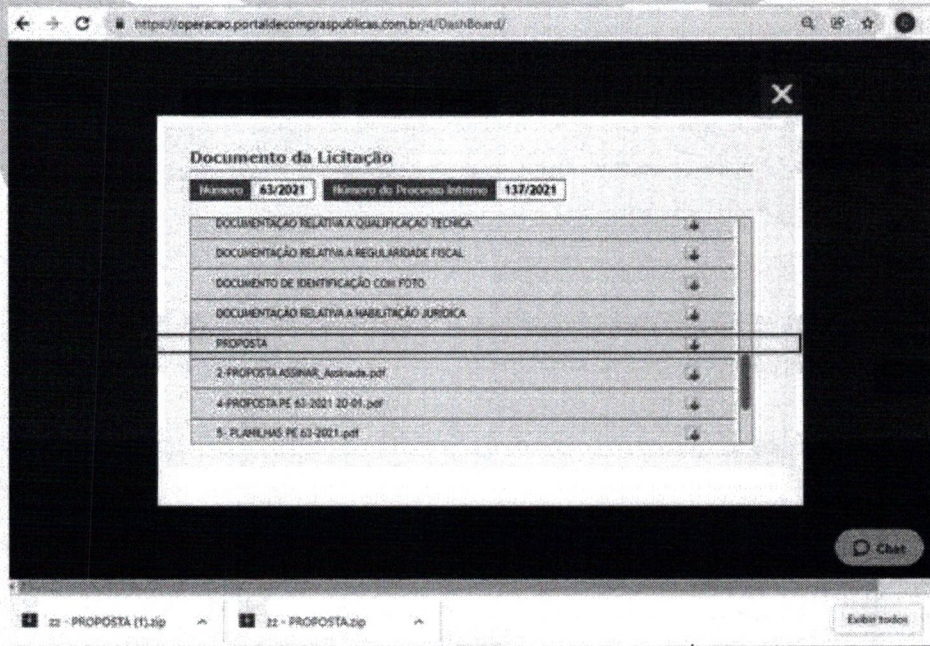 https://operacao.portaldecompraspublicas.com.br/4/DashBoard/
Documento da Licitação
Número 63/2021 Número do Processo Interno 137/2021
DOCUMENTAÇÃO RELATIVA A QUALIFICAÇÃO TÉCNICA
DOCUMENTAÇÃO RELATIVA A REGULARIDADE FISCAL
DOCUMENTO DE IDENTIFICAÇÃO COM FOTO
DOCUMENTAÇÃO RELATIVA A HABILITAÇÃO JURÍDICA
PROPOSTA
2-PROPOSTA ASSINAR_Assinada.pdf
4-PROPOSTA PE 63-2021 20-01.pdf
5- PLANILHAS PE 63-2021.pdf
Chat
zz - PROPOSTA (1).zip
zz - PROPOSTA.zip
Exibir todos